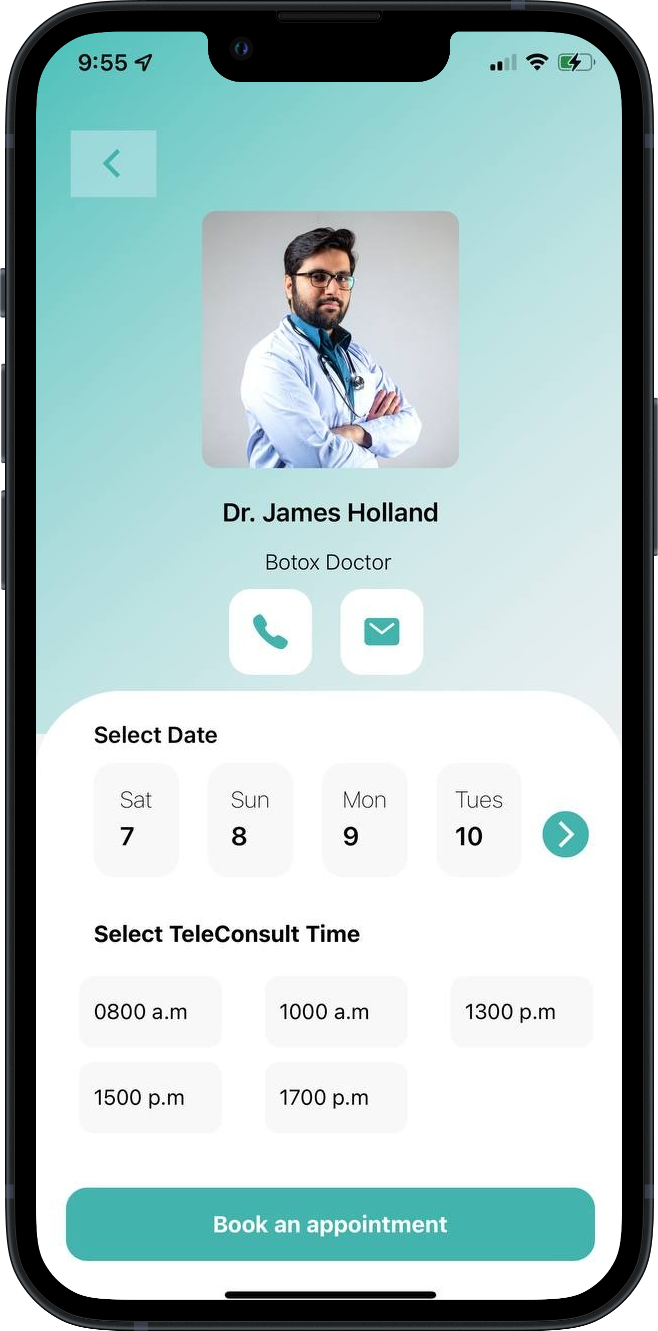 9:55
Dr. James Holland
Botox Doctor
Select Date
Sat Sun Mon Tues
7 8 9 10
Select TeleConsult Time
0800 a.m 1000 a.m 1300 p.m
1500 p.m 1700 p.m
Book an appointment